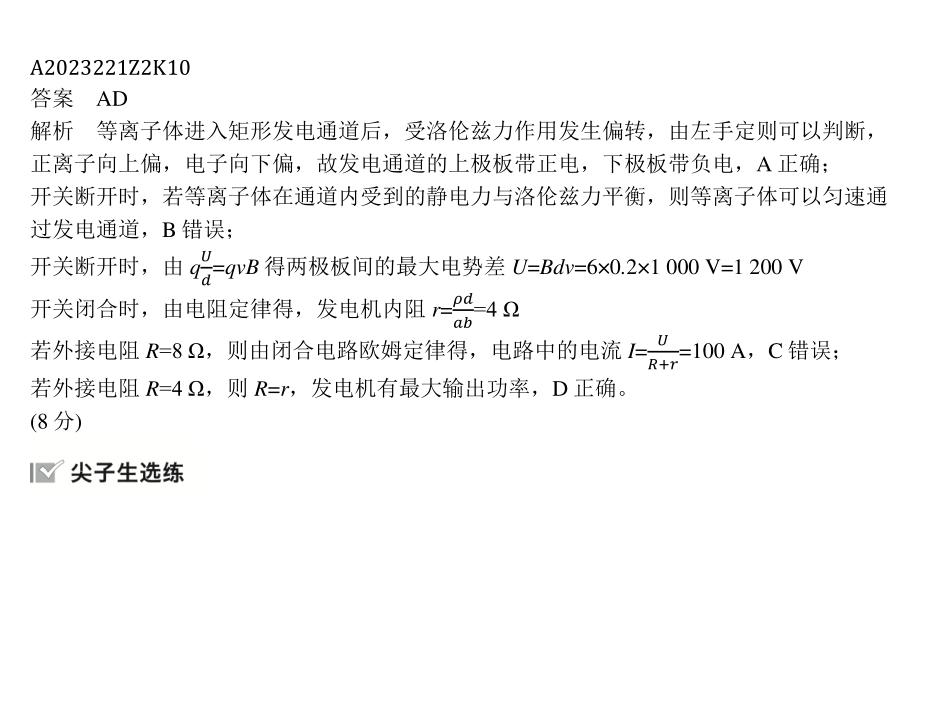 A2023221Z2K10
答案 AD
解析 等离子体进入矩形发电通道后，受洛伦兹力作用发生偏转，由左手定则可以判断，
正离子向上偏，电子向下偏，故发电通道的上极板带正电，下极板带负电，A 正确；
开关断开时，若等离子体在通道内受到的静电力与洛伦兹力平衡，则等离子体可以匀速通
过发电通道，B 错误；
开关断开时，由 q\frac{U}{d}=qvB 得两极板间的最大电势差 U=Bdv=6×0.2×1 000 V=1 200 V
开关闭合时，由电阻定律得，发电机内阻 r=\frac{ρd}{ab}=4 Ω
若外接电阻 R=8 Ω，则由闭合电路欧姆定律得，电路中的电流 I=\frac{U}{R+r}=100 A，C 错误；
若外接电阻 R=4 Ω，则 R=r，发电机有最大输出功率，D 正确。
(8 分)
尖子生选练